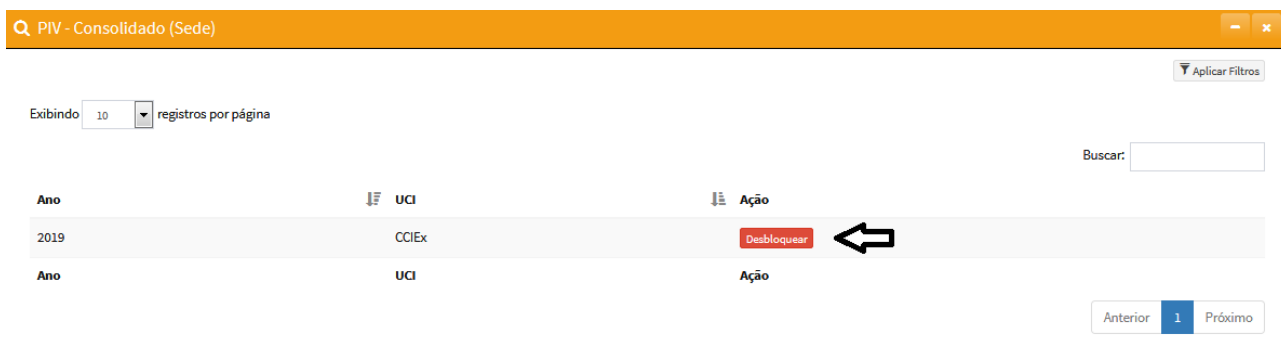 PIV - Consolidado (Sede)
Aplicar Filtros
Exibindo 10 registros por página
Buscar:
Ano UCI Ação
2019 CCIEx Desbloquear
Ano UCI Ação
Anterior 1 Próximo